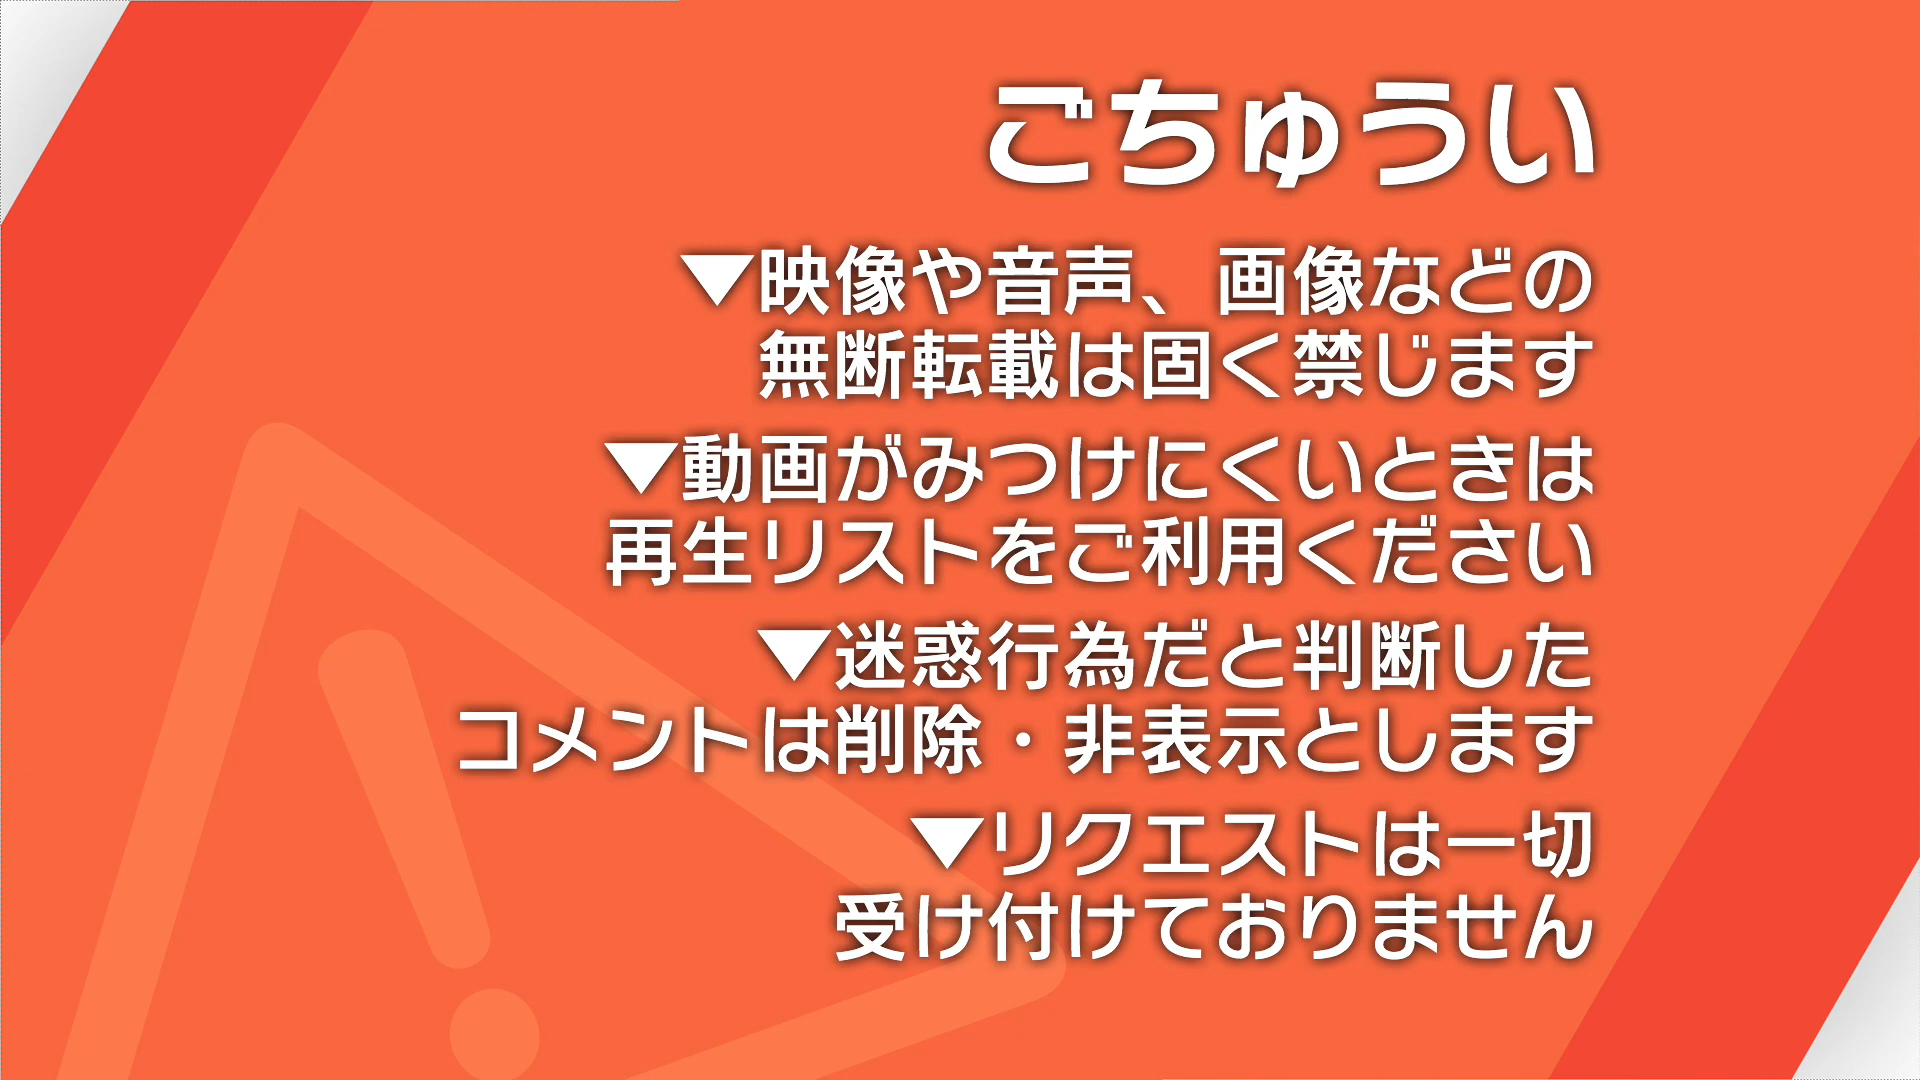 ごちゅうい
▼映像や音声、画像などの
無断転載は固く禁じます
▼動画がみつけにくいときは
再生リストをご利用ください
▼迷惑行為だと判断した
コメントは削除・非表示とします
▼リクエストは一切
受け付けておりません